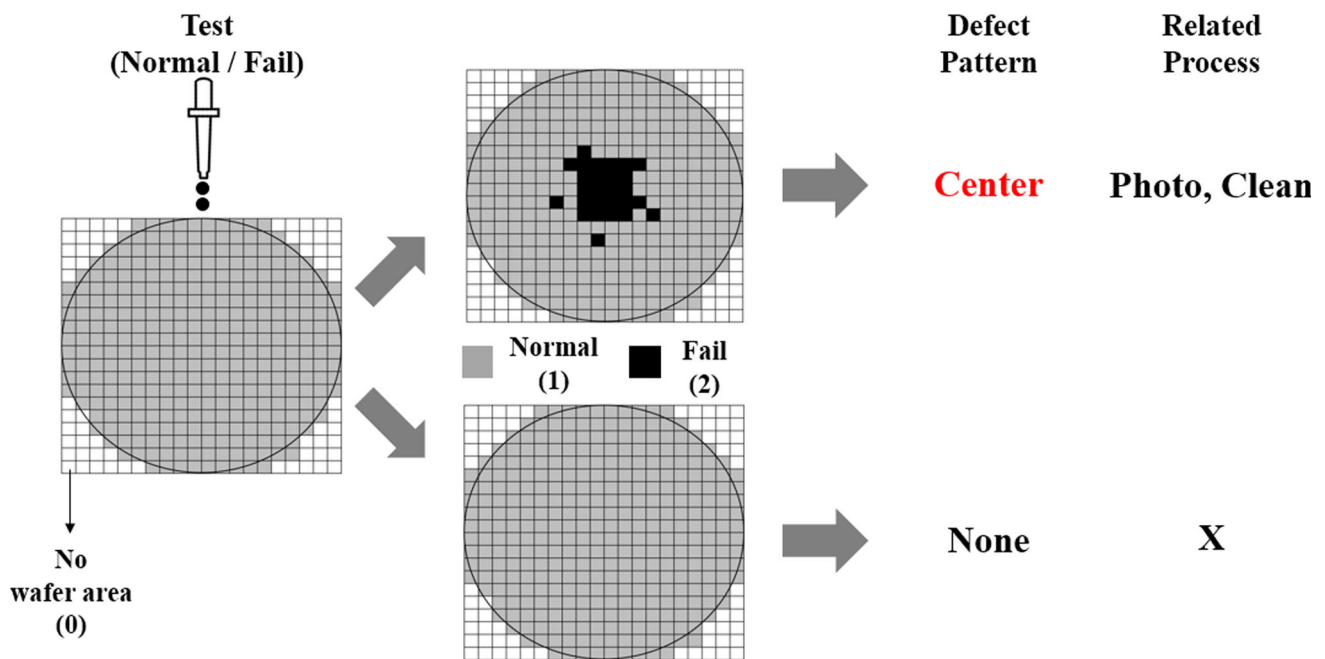 Test
(Normal / Fail)
Defect
Pattern
Related
Process
Center
Photo, Clean
Normal
(1)
Fail
(2)
None
X
No
wafer area
(0)